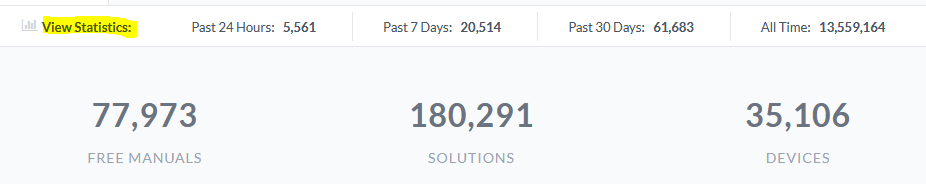 View Statistics: Past 24 Hours: 5,561 Past 7 Days: 20,514 Past 30 Days: 61,683 All Time: 13,559,164
77,973 180,291 35,106
FREE MANUALS SOLUTIONS DEVICES